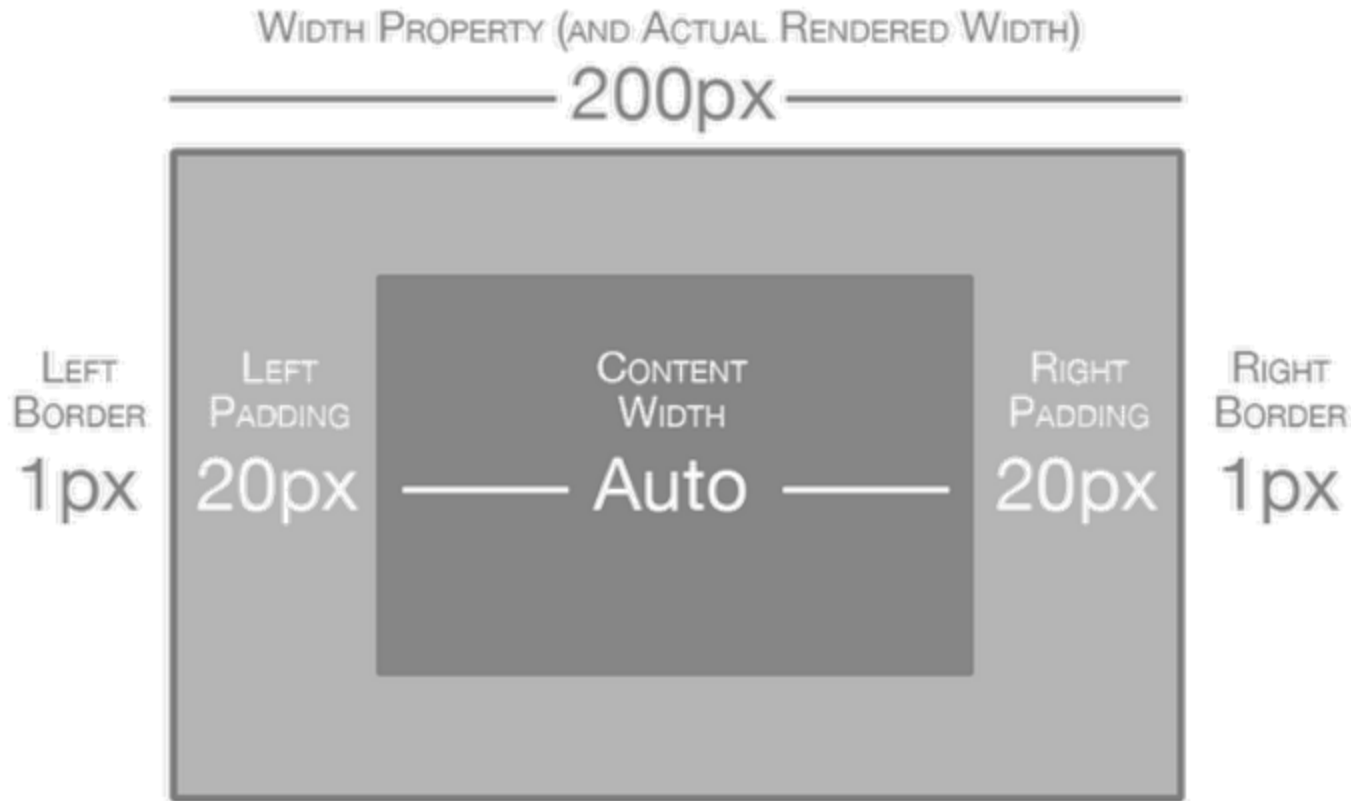 Width Property (and Actual Rendered Width)
200px
Left
Border
1px
Left
Padding
20px
Content
Width
Auto
Right
Padding
20px
Right
Border
1px